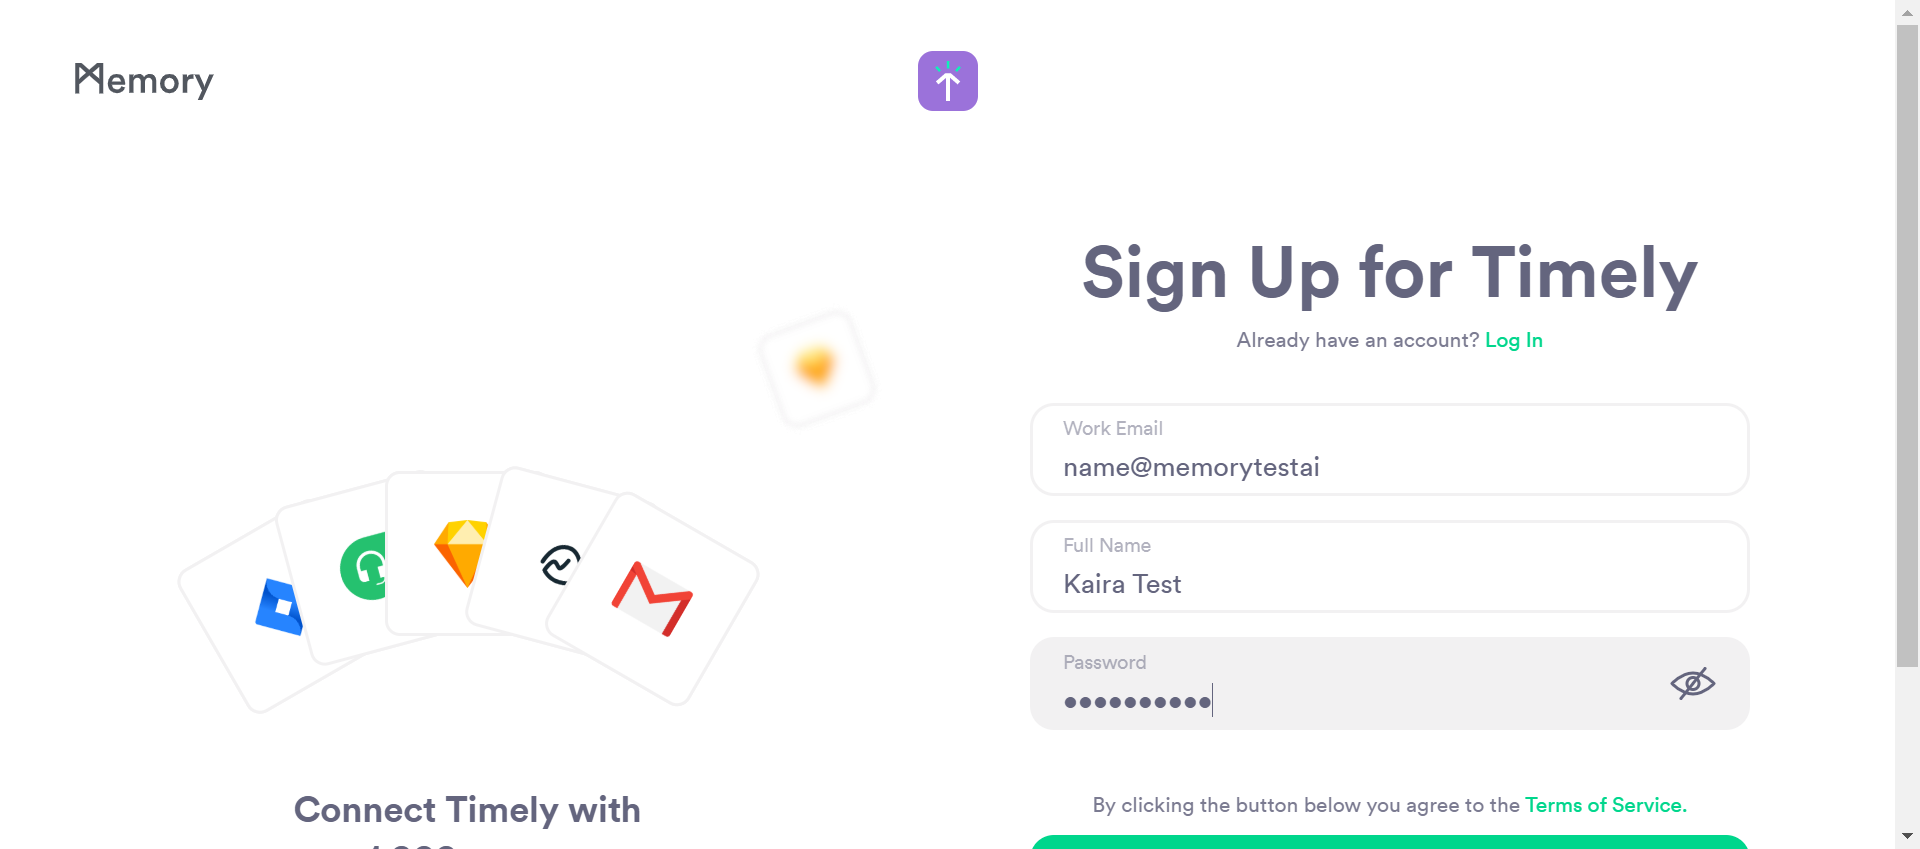 Memory
Sign Up for Timely
Already have an account? Log In
Work Email
name@memorytestai
Full Name
Kaira Test
Password
••••••••••
By clicking the button below you agree to the Terms of Service.
Connect Timely with